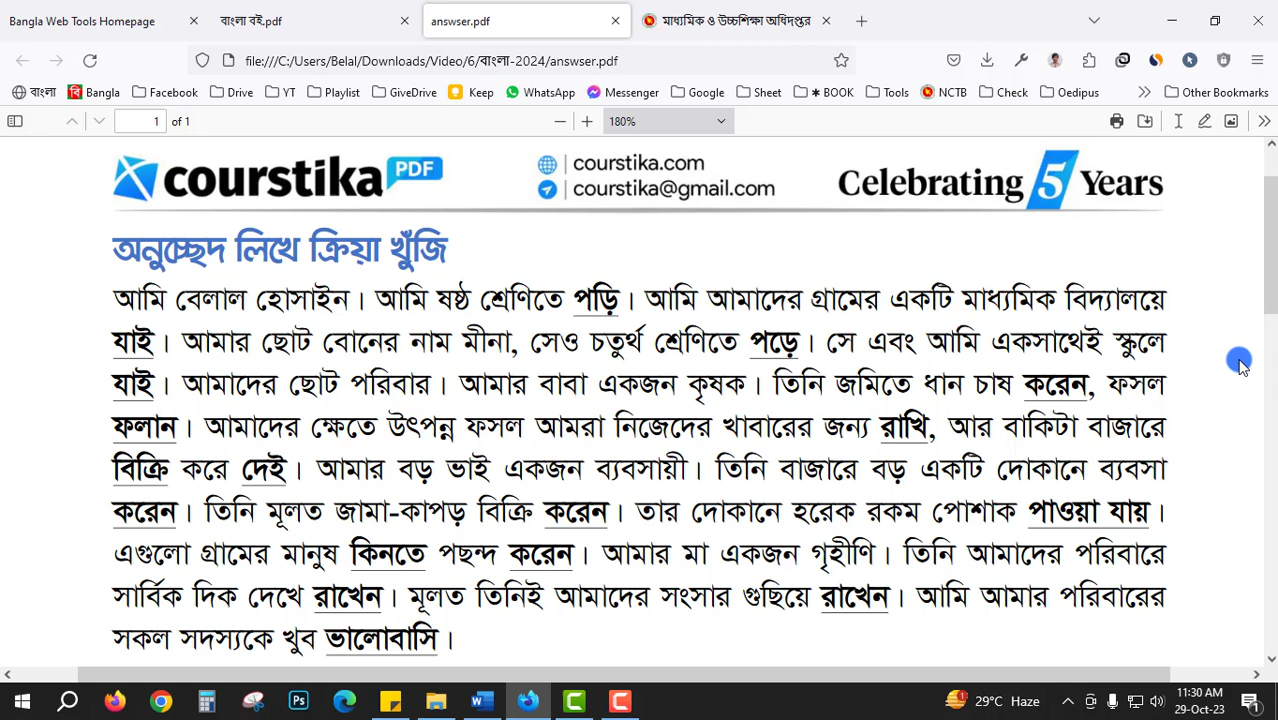 Bangla Web Tools Homepage
বাংলা বই.pdf
answser.pdf
মাধ্যমিক ও উচ্চশিক্ষা অধিদপ্তর
file:///C:/Users/Belal/Downloads/Video/6/বাংলা-2024/answser.pdf
বাংলা Bangla Facebook Drive YT Playlist GiveDrive Keep WhatsApp Messenger Google Sheet ✱ BOOK Tools NCTB Check Oedipus Other Bookmarks
1 of 1 180%
courstika PDF
courstika.com
courstika@gmail.com
Celebrating 5 Years
অনুচ্ছেদ লিখে ক্রিয়া খুঁজি
আমি বেলাল হোসাইন। আমি ষষ্ঠ শ্রেণিতে পড়ি। আমি আমাদের গ্রামের একটি মাধ্যমিক বিদ্যালয়ে
যাই। আমার ছোট বোনের নাম মীনা, সেও চতুর্থ শ্রেণিতে পড়ে। সে এবং আমি একসাথেই স্কুলে
যাই। আমাদের ছোট পরিবার। আমার বাবা একজন কৃষক। তিনি জমিতে ধান চাষ করেন, ফসল
ফলান। আমাদের ক্ষেতে উৎপন্ন ফসল আমরা নিজেদের খাবারের জন্য রাখি, আর বাকিটা বাজারে
বিক্রি করে দেই। আমার বড় ভাই একজন ব্যবসায়ী। তিনি বাজারে বড় একটি দোকানে ব্যবসা
করেন। তিনি মূলত জামা-কাপড় বিক্রি করেন। তার দোকানে হরেক রকম পোশাক পাওয়া যায়।
এগুলো গ্রামের মানুষ কিনতে পছন্দ করেন। আমার মা একজন গৃহীণি। তিনি আমাদের পরিবারে
সার্বিক দিক দেখে রাখেন। মূলত তিনিই আমাদের সংসার গুছিয়ে রাখেন। আমি আমার পরিবারের
সকল সদস্যকে খুব ভালোবাসি।
29°C Haze
11:30 AM
29-Oct-23
1